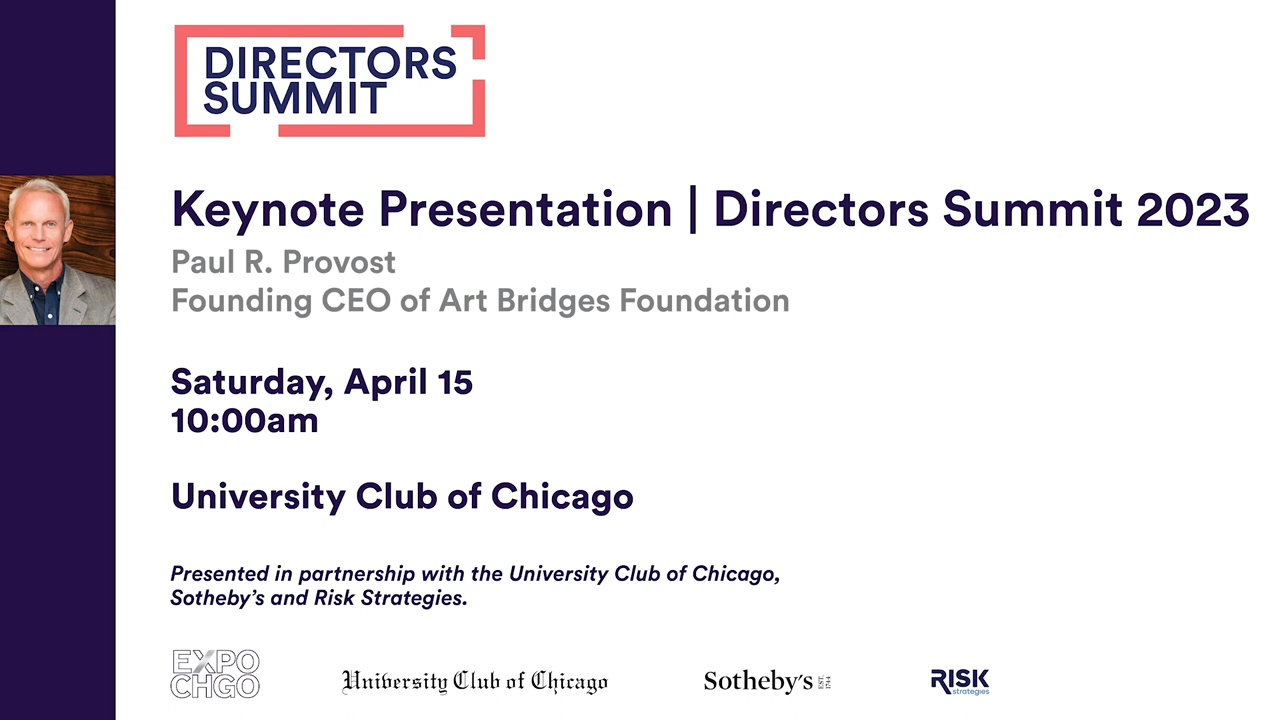 DIRECTORS
SUMMIT
Keynote Presentation | Directors Summit 2023
Paul R. Provost
Founding CEO of Art Bridges Foundation
Saturday, April 15
10:00am
University Club of Chicago
Presented in partnership with the University Club of Chicago,
Sotheby's and Risk Strategies.
EXPO
CHGO
University Club of Chicago
Sotheby's EST. 1744
RISK
strategies